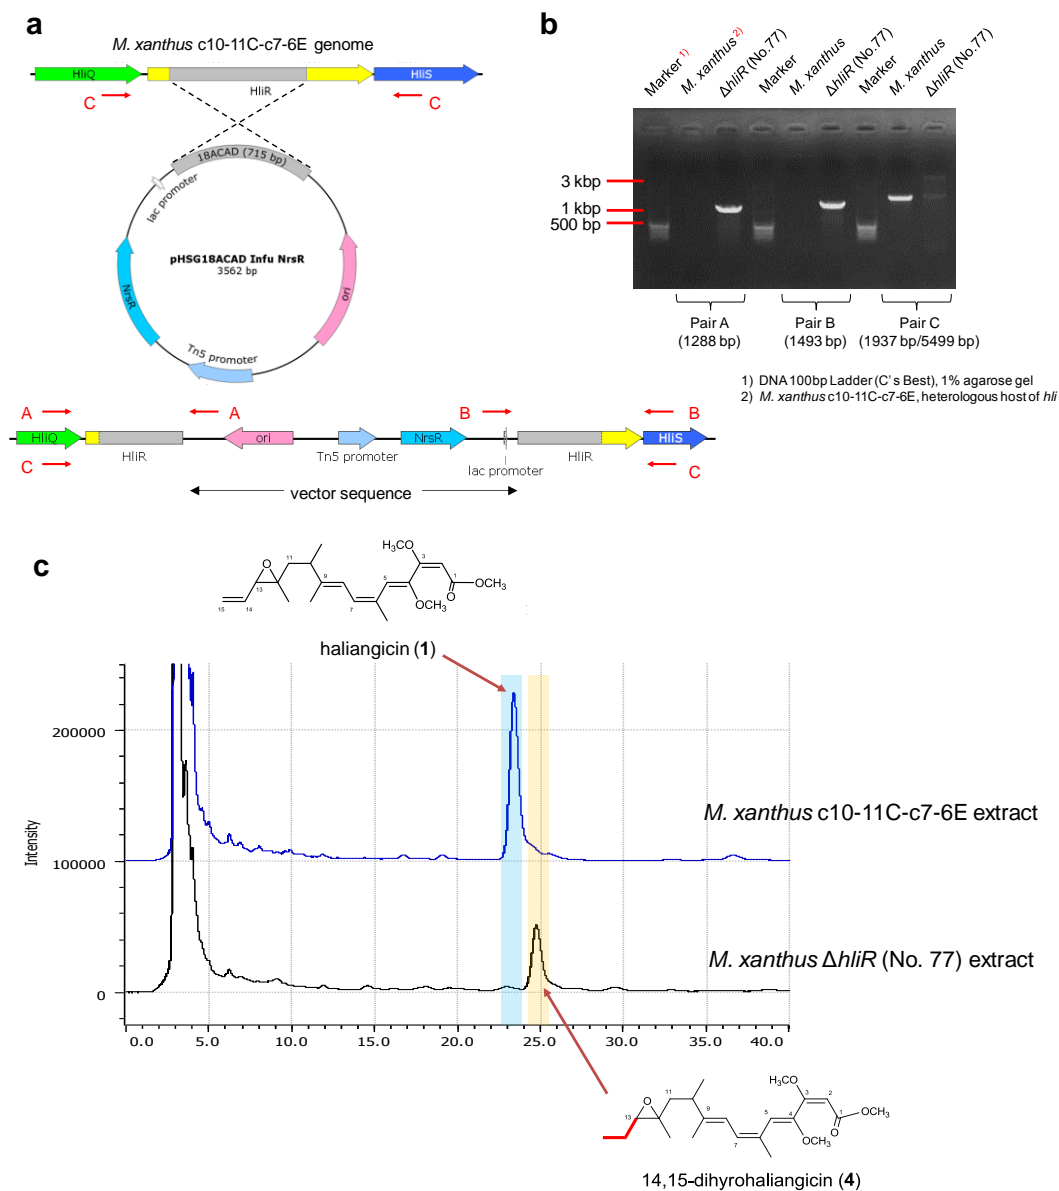 a
M. xanthus c10-11C-c7-6E genome
HliQ
HliS
HliR
C
C
18ACAD (715 bp)
lac promoter
pHSG18ACAD Infu NrsR
3562 bp
NrsR
ori
Tn5 promoter
A
A
B
B
HliQ
ori
NrsR
HliS
HliR
Tn5 promoter
HliR
C
lac promoter
C
vector sequence
b
Marker 1)
M. xanthus 2)
ΔhliR (No.77)
Marker
M. xanthus
ΔhliR (No.77)
Marker
M. xanthus
ΔhliR (No.77)
3 kbp
1 kbp
500 bp
Pair A
(1288 bp)
Pair B
(1493 bp)
Pair C
(1937 bp/5499 bp)
1) DNA 100bp Ladder (C's Best), 1% agarose gel
2) M. xanthus c10-11C-c7-6E, heterologous host of hli
c
O
11
13
14
15
9
7
5
H3CO
3
1
OCH3
O
OCH3
haliangicin (1)
Intensity
200000
100000
0
0.0 5.0 10.0 15.0 20.0 25.0 30.0 35.0 40.0
M. xanthus c10-11C-c7-6E extract
M. xanthus ΔhliR (No. 77) extract
O
11
13
9
7
5
4
H3CO
3
2
1
OCH3
O
OCH3
14,15-dihyrohaliangicin (4)